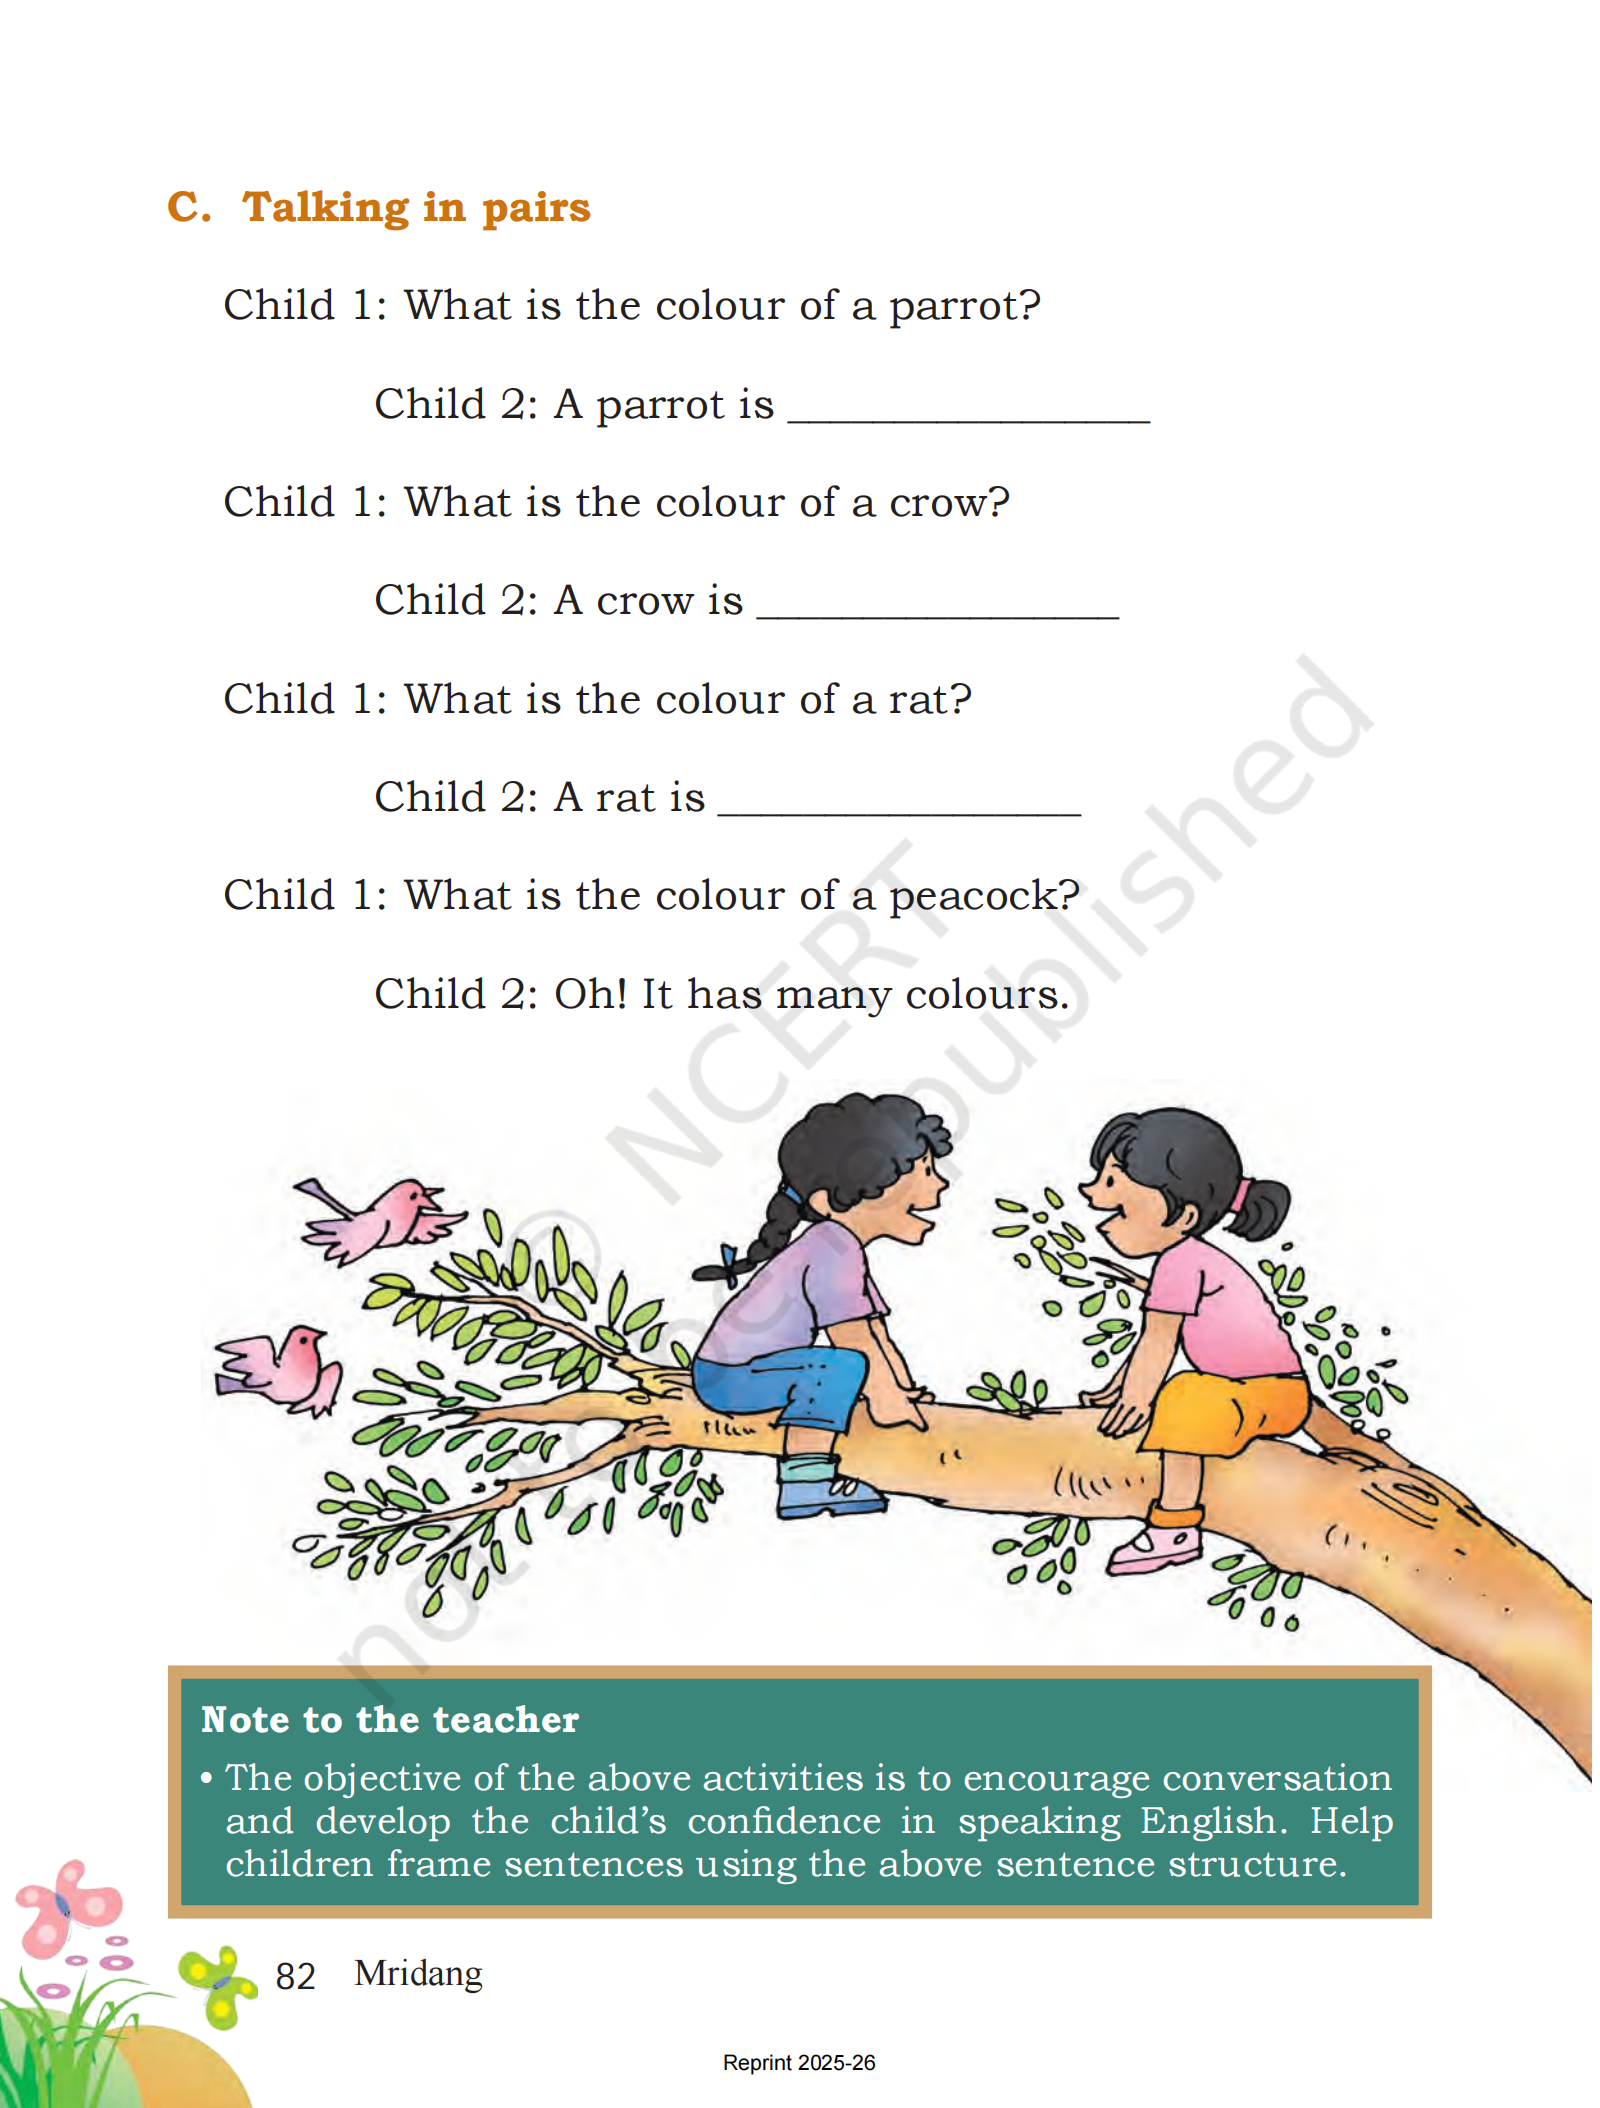 C. Talking in pairs
Child 1: What is the colour of a parrot?
Child 2: A parrot is _________________
Child 1: What is the colour of a crow?
Child 2: A crow is _________________
Child 1: What is the colour of a rat?
Child 2: A rat is _________________
Child 1: What is the colour of a peacock?
Child 2: Oh! It has many colours.
© NCERT
not to be republished
Note to the teacher
• The objective of the above activities is to encourage conversation
and develop the child’s confidence in speaking English. Help
children frame sentences using the above sentence structure.
82 Mridang
Reprint 2025-26